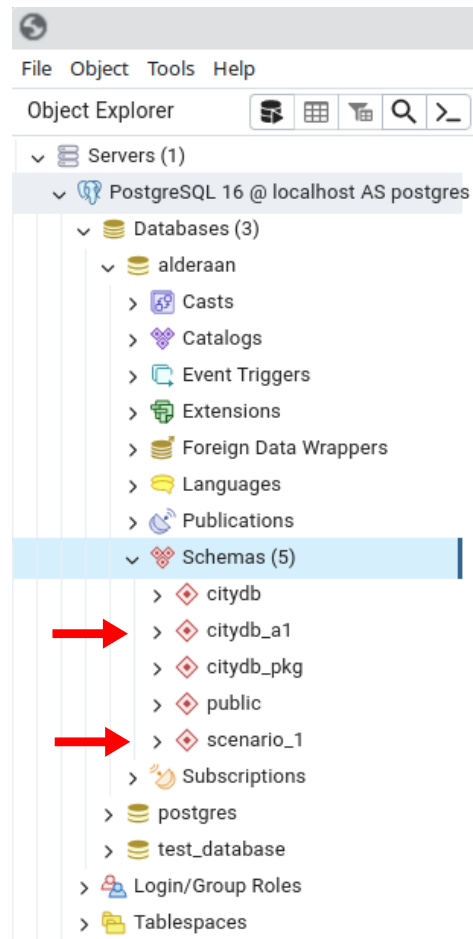 File Object Tools Help
Object Explorer
Servers (1)
PostgreSQL 16 @ localhost AS postgres
Databases (3)
alderaan
Casts
Catalogs
Event Triggers
Extensions
Foreign Data Wrappers
Languages
Publications
Schemas (5)
citydb
citydb_a1
citydb_pkg
public
scenario_1
Subscriptions
postgres
test_database
Login/Group Roles
Tablespaces